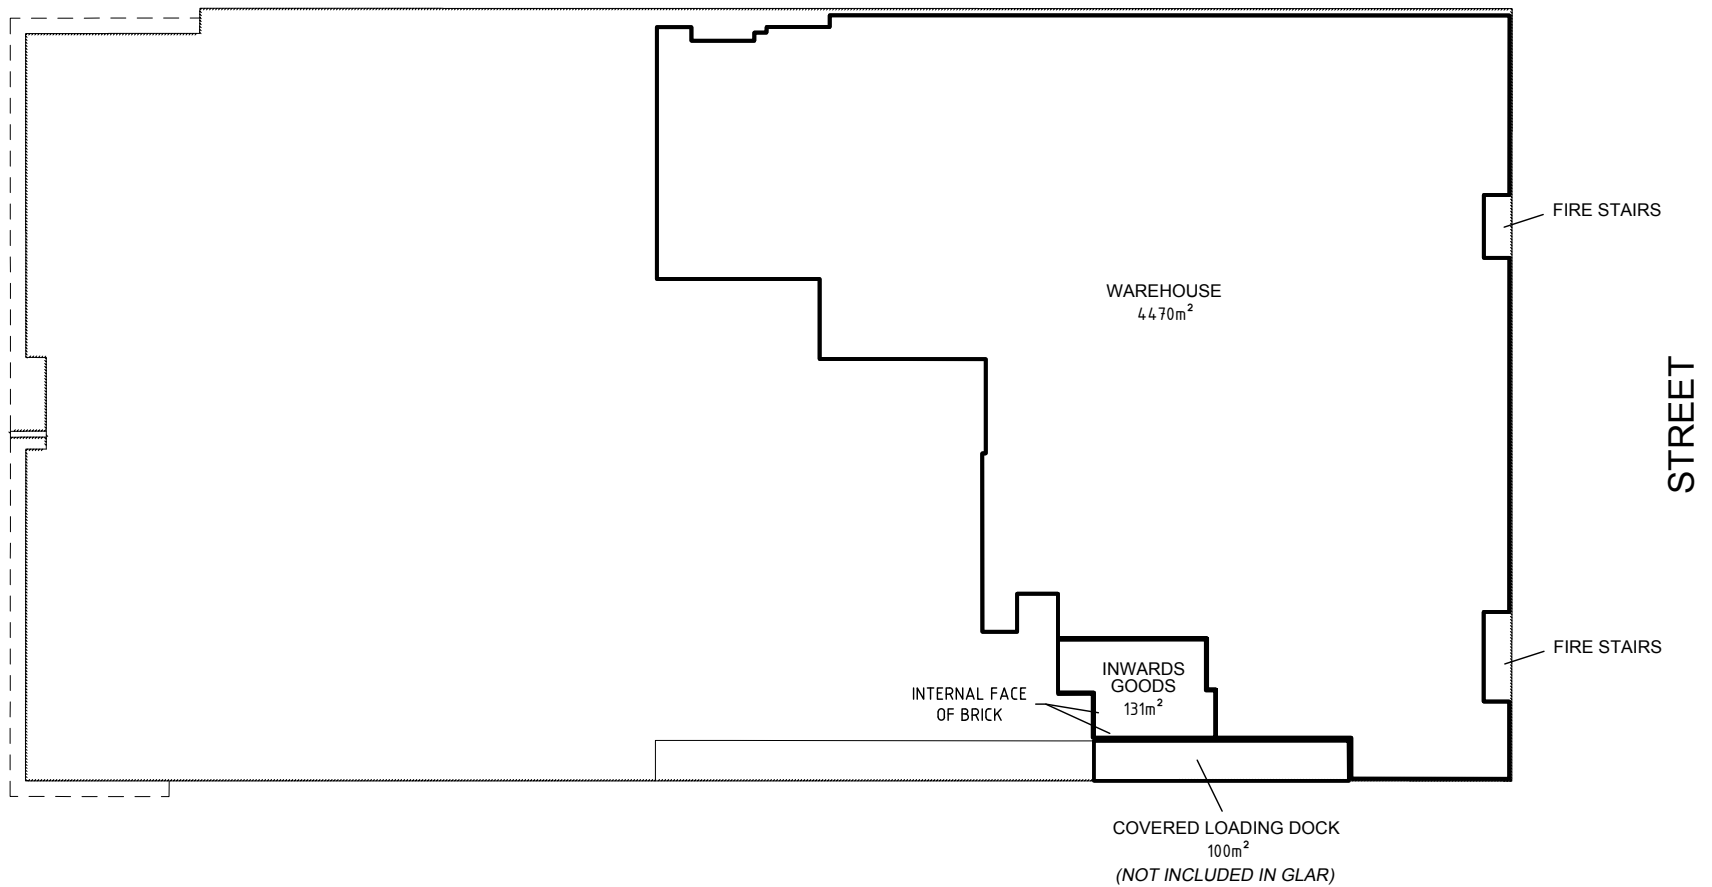 FIRE STAIRS
WAREHOUSE
4470m²
STREET
FIRE STAIRS
INWARDS
GOODS
131m²
INTERNAL FACE
OF BRICK
COVERED LOADING DOCK
100m²
(NOT INCLUDED IN GLAR)